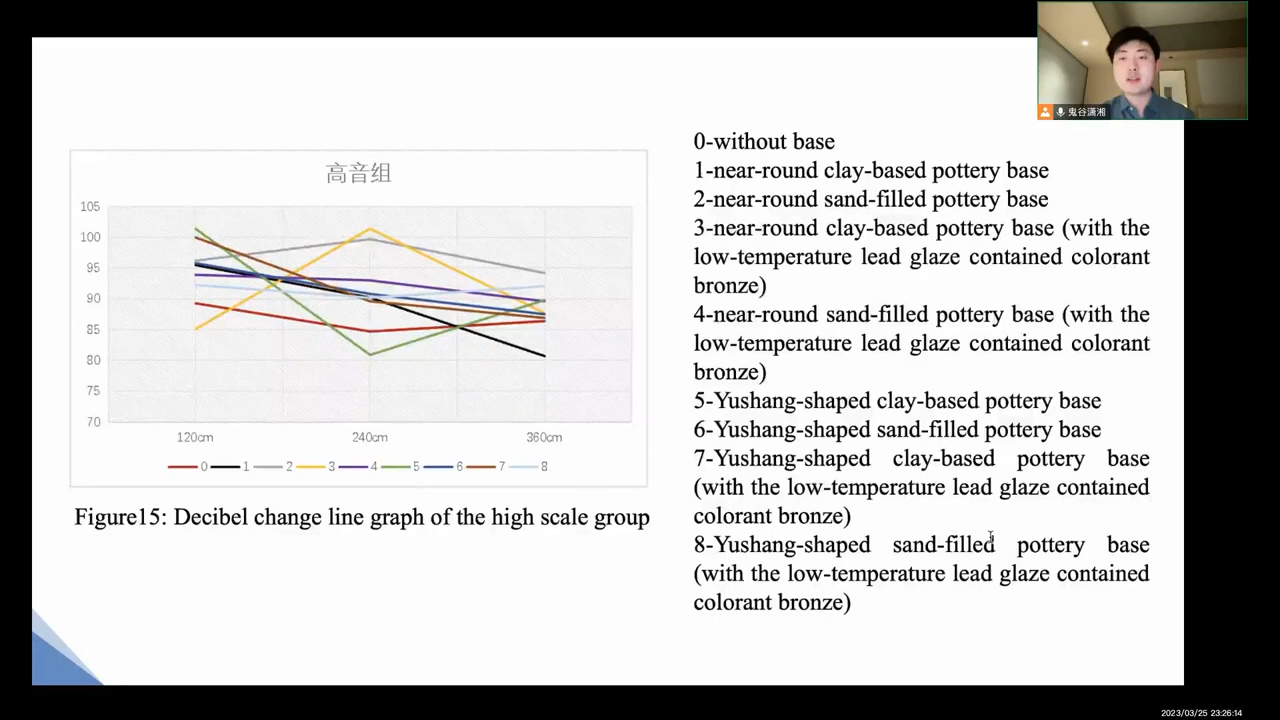 鬼谷潇湘
高音组
105
100
95
90
85
80
75
70
120cm 240cm 360cm
0 1 2 3 4 5 6 7 8
Figure15: Decibel change line graph of the high scale group
0-without base
1-near-round clay-based pottery base
2-near-round sand-filled pottery base
3-near-round clay-based pottery base (with the
low-temperature lead glaze contained colorant
bronze)
4-near-round sand-filled pottery base (with the
low-temperature lead glaze contained colorant
bronze)
5-Yushang-shaped clay-based pottery base
6-Yushang-shaped sand-filled pottery base
7-Yushang-shaped clay-based pottery base
(with the low-temperature lead glaze contained
colorant bronze)
8-Yushang-shaped sand-filled pottery base
(with the low-temperature lead glaze contained
colorant bronze)
2023/03/25 23:26:14